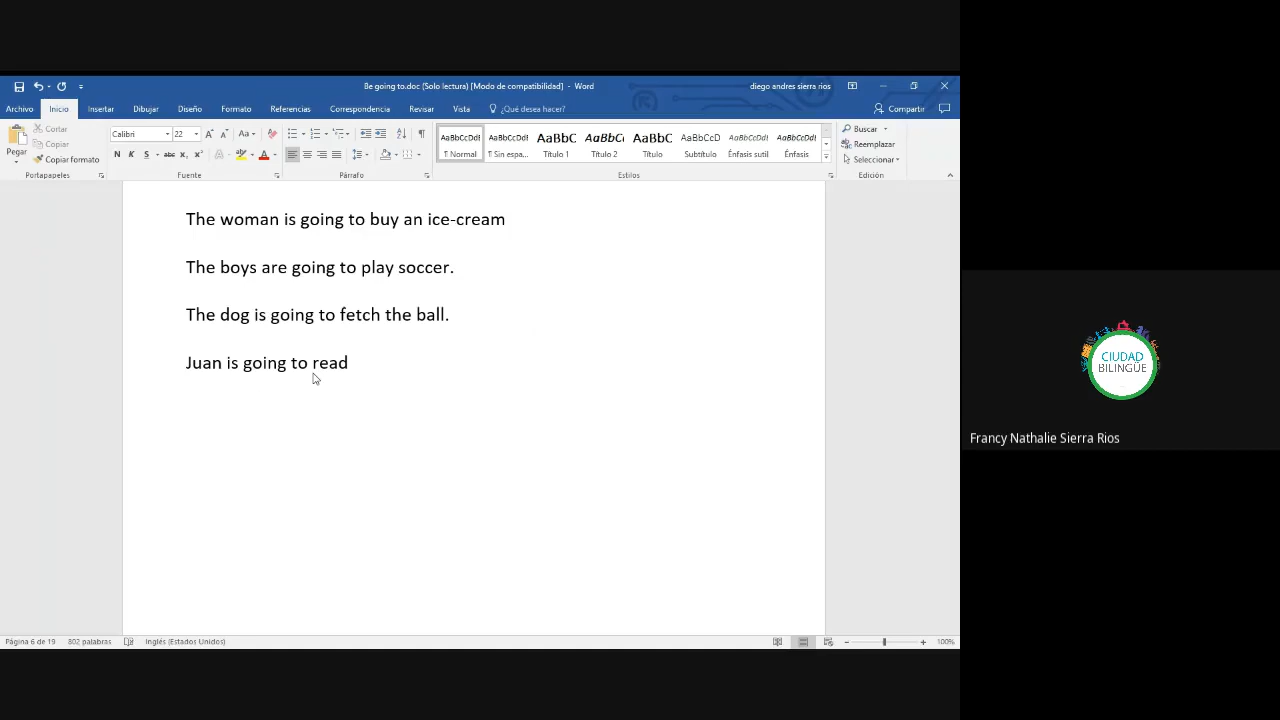 Be going to.doc (Solo lectura) [Modo de compatibilidad] - Word
diego andres sierra rios
Archivo Inicio Insertar Dibujar Diseño Formato Referencias Correspondencia Revisar Vista ¿Qué desea hacer? Compartir
Pegar
Cortar
Copiar
Copiar formato
Portapapeles
Calibri 22
N K S abc x₂ x²
Fuente
Párrafo
AaBbCcDdI AaBbCcDdI AaBbC AaBbC AaBbC AaBbCcD AaBbCcDdI AaBbCcDdI
¶ Normal ¶ Sin espa... Título 1 Título 2 Título Subtítulo Énfasis sutil Énfasis
Estilos
Buscar
Reemplazar
Seleccionar
Edición
The woman is going to buy an ice-cream
The boys are going to play soccer.
The dog is going to fetch the ball.
Juan is going to read
Página 6 de 19 802 palabras Inglés (Estados Unidos) 100%
CIUDAD
BILINGÜE
Francy Nathalie Sierra Rios